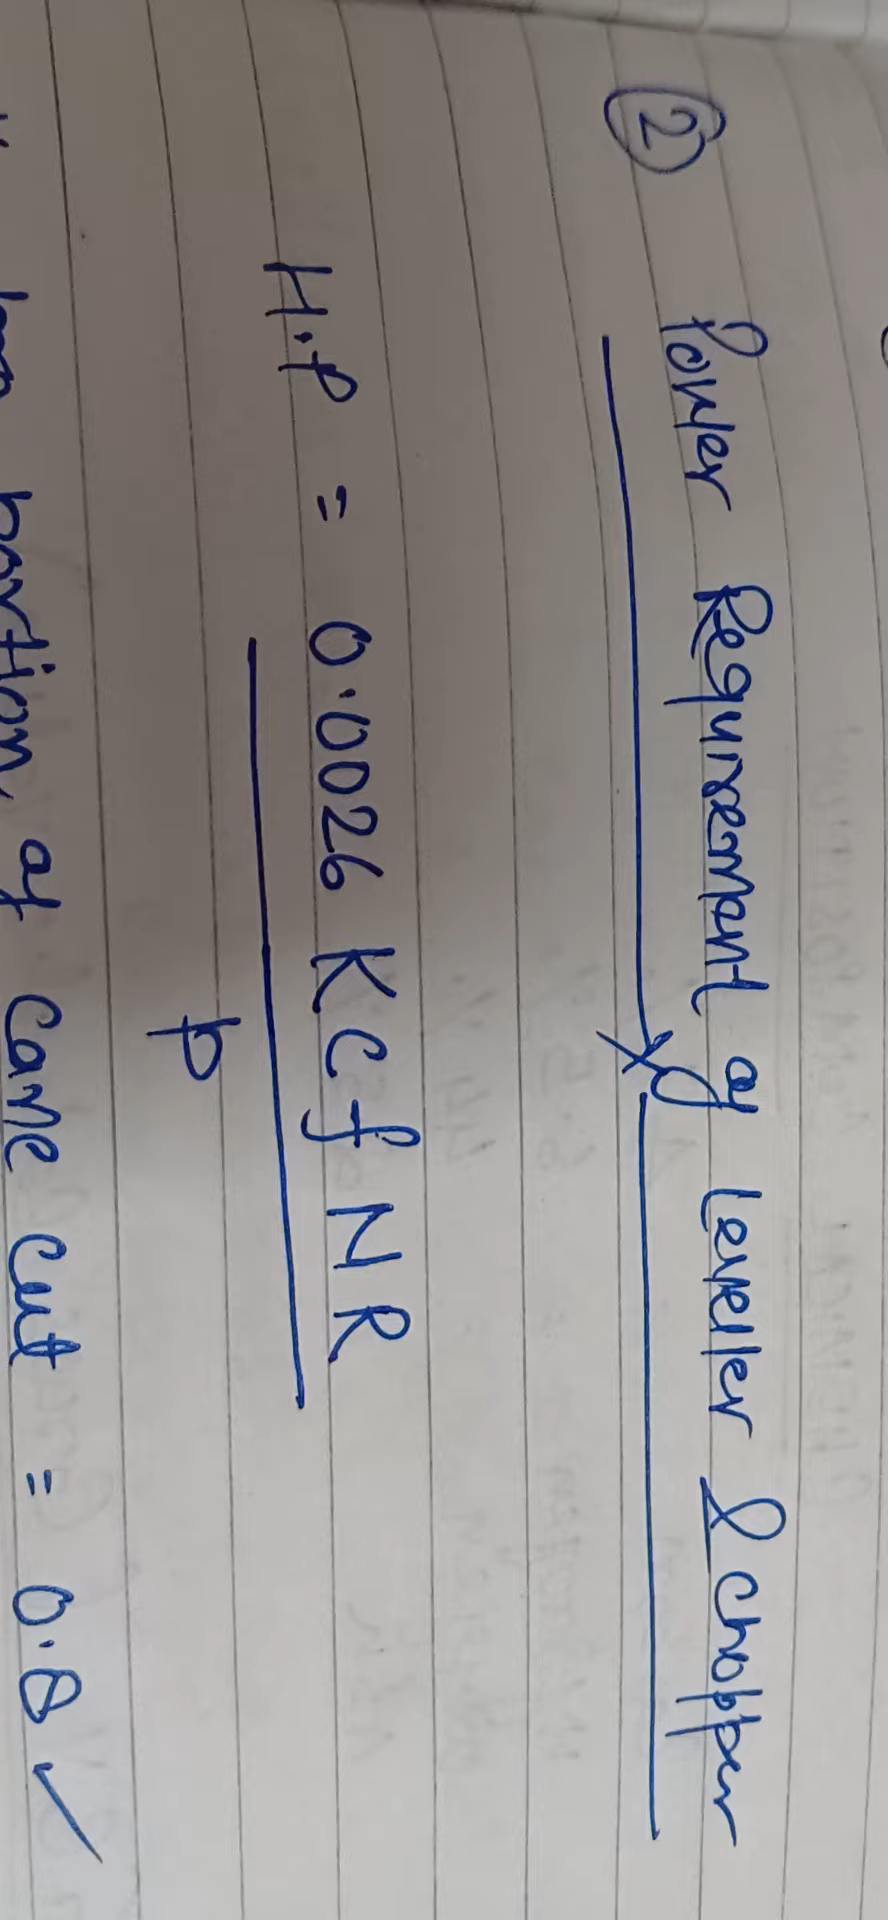 ② Power Requirement of Leveller & Chopper
H.P = 0.0026 K C f N R
p
portion, of cane cut = 0.8 ✓